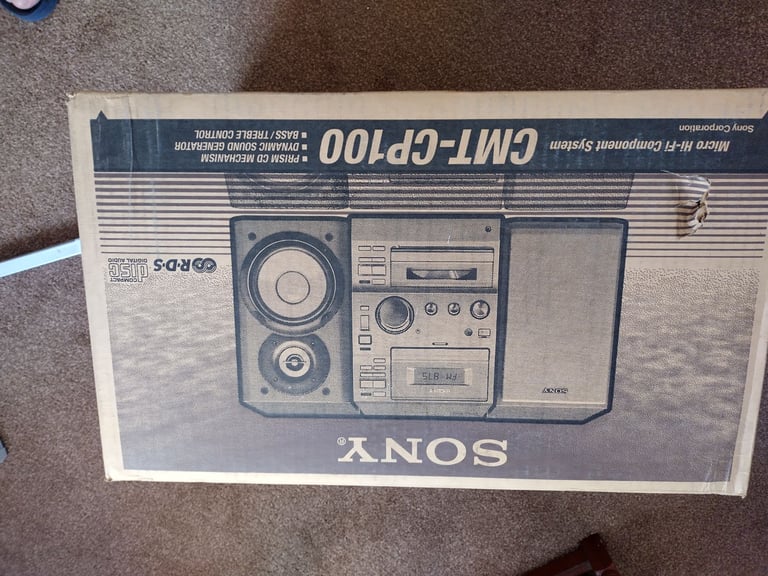 SONY®
SONY
FM 87.5
R·D·S
COMPACT
disc
DIGITAL AUDIO
Micro Hi-Fi Component System
Sony Corporation
CMT-CP100
▪ PRISM CD MECHANISM
▪ DYNAMIC SOUND GENERATOR
▪ BASS/TREBLE CONTROL